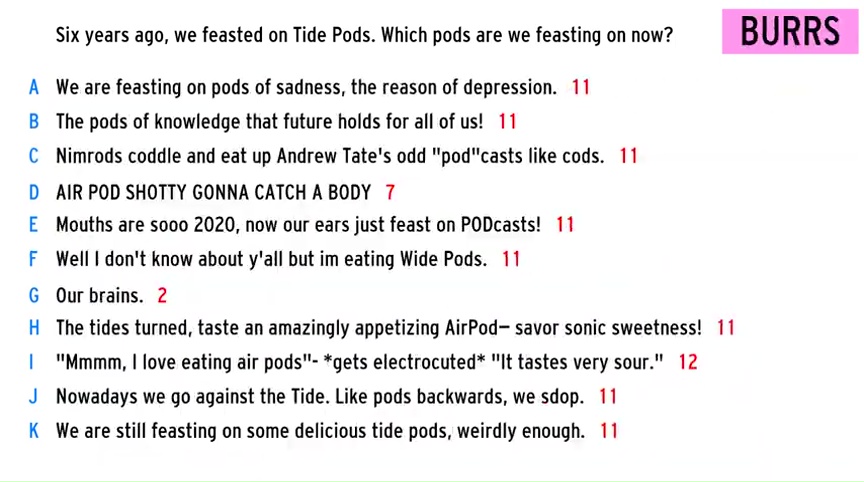 Six years ago, we feasted on Tide Pods. Which pods are we feasting on now?
BURRS
A We are feasting on pods of sadness, the reason of depression. 11
B The pods of knowledge that future holds for all of us! 11
C Nimrods coddle and eat up Andrew Tate's odd "pod"casts like cods. 11
D AIR POD SHOTTY GONNA CATCH A BODY 7
E Mouths are sooo 2020, now our ears just feast on PODcasts! 11
F Well I don't know about y'all but im eating Wide Pods. 11
G Our brains. 2
H The tides turned, taste an amazingly appetizing AirPod— savor sonic sweetness! 11
I "Mmmm, I love eating air pods"- *gets electrocuted* "It tastes very sour." 12
J Nowadays we go against the Tide. Like pods backwards, we sdop. 11
K We are still feasting on some delicious tide pods, weirdly enough. 11